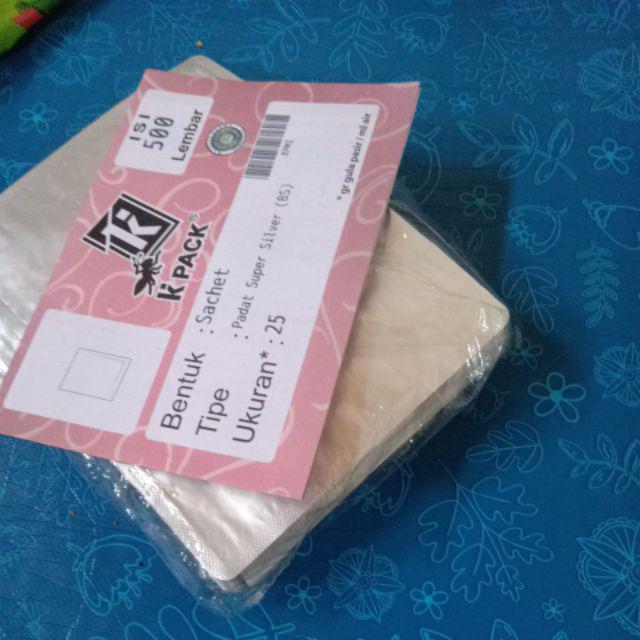 ISI
500
Lembar
K PACK®
Bentuk : Sachet
Tipe : Padat Super Silver (BS)
Ukuran* : 25
* gr gula pasir / ml air